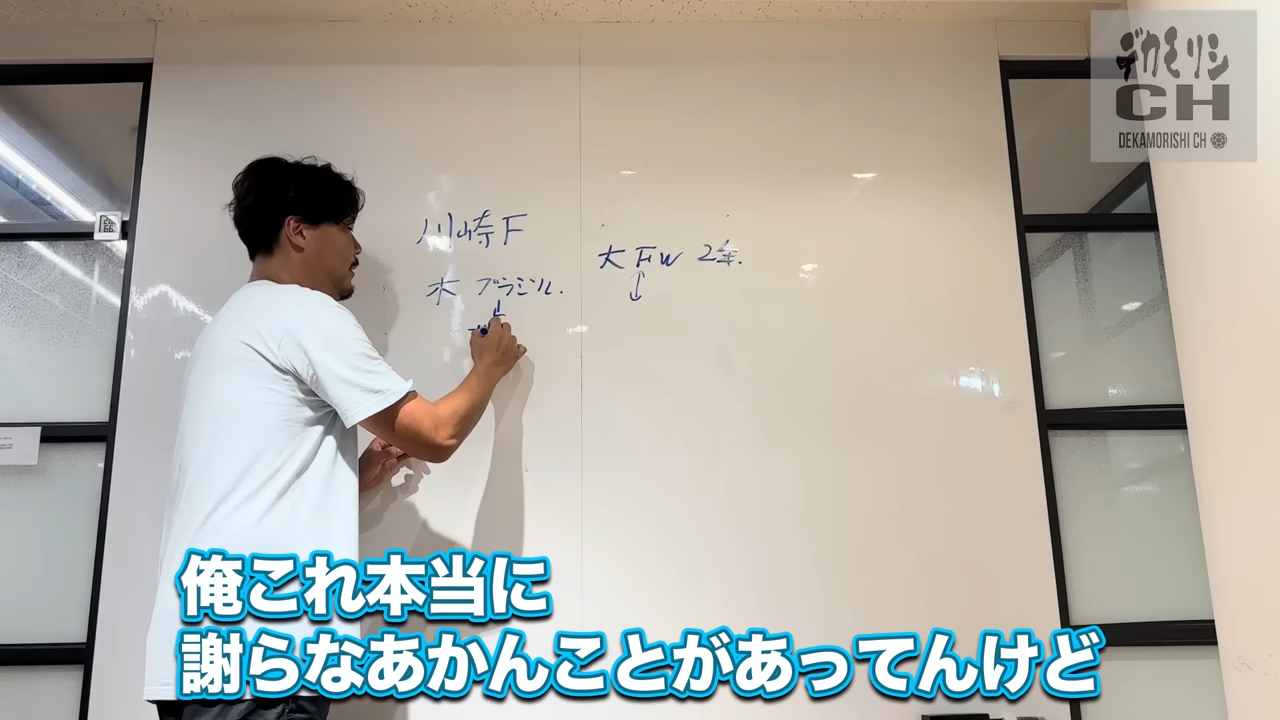 デカモリシ
CH
DEKAMORISHI CH
川崎F
大FW 2年.
木 ブラジル.
俺これ本当に
謝らなあかんことがあってんけど